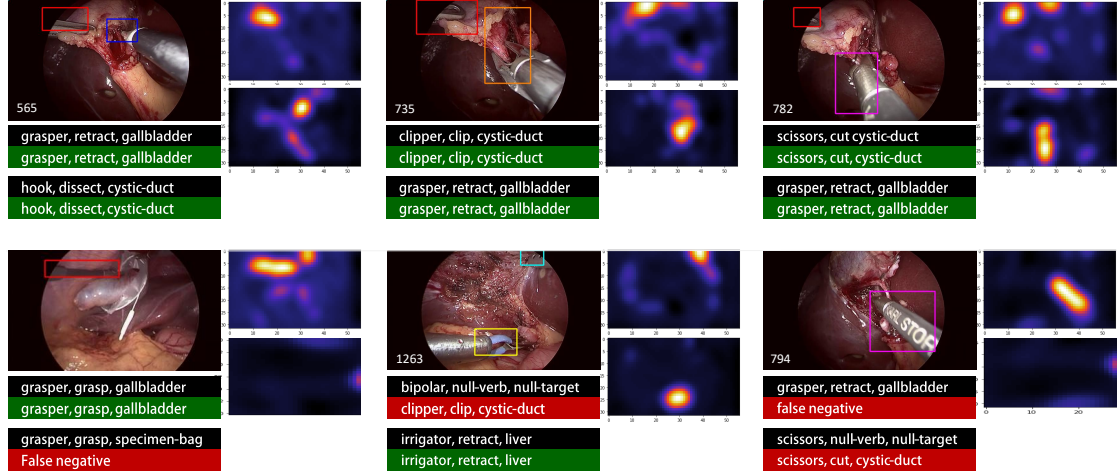 565
grasper, retract, gallbladder
grasper, retract, gallbladder
hook, dissect, cystic-duct
hook, dissect, cystic-duct
735
clipper, clip, cystic-duct
clipper, clip, cystic-duct
grasper, retract, gallbladder
grasper, retract, gallbladder
782
scissors, cut cystic-duct
scissors, cut, cystic-duct
grasper, retract, gallbladder
grasper, retract, gallbladder
grasper, grasp, gallbladder
grasper, grasp, gallbladder
grasper, grasp, specimen-bag
False negative
1263
bipolar, null-verb, null-target
clipper, clip, cystic-duct
irrigator, retract, liver
irrigator, retract, liver
STOP
794
grasper, retract, gallbladder
false negative
scissors, null-verb, null-target
scissors, cut, cystic-duct
0 10 20